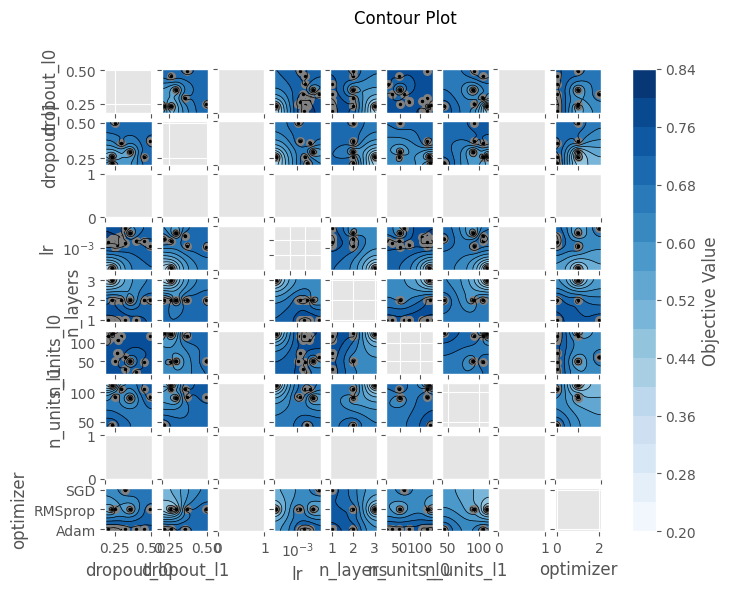 Contour Plot
dropout_l0
0.50
0.25
0.84
dropout_l1
0.50
0.25
0.76
1
0
0.68
lr
10^-3
0.60
n_layers
3
2
1
0.52
Objective Value
n_units_l0
100
50
0.44
n_units_l1
100
50
0.36
1
0
0.28
optimizer
SGD
RMSprop
Adam
0.20
0.25 0.50 0.25 0.50 0 1 10^-3 1 2 3 50 100 50 100 0 1 0 2
dropout_l0 dropout_l1 lr n_layers n_units_l0 n_units_l1 optimizer